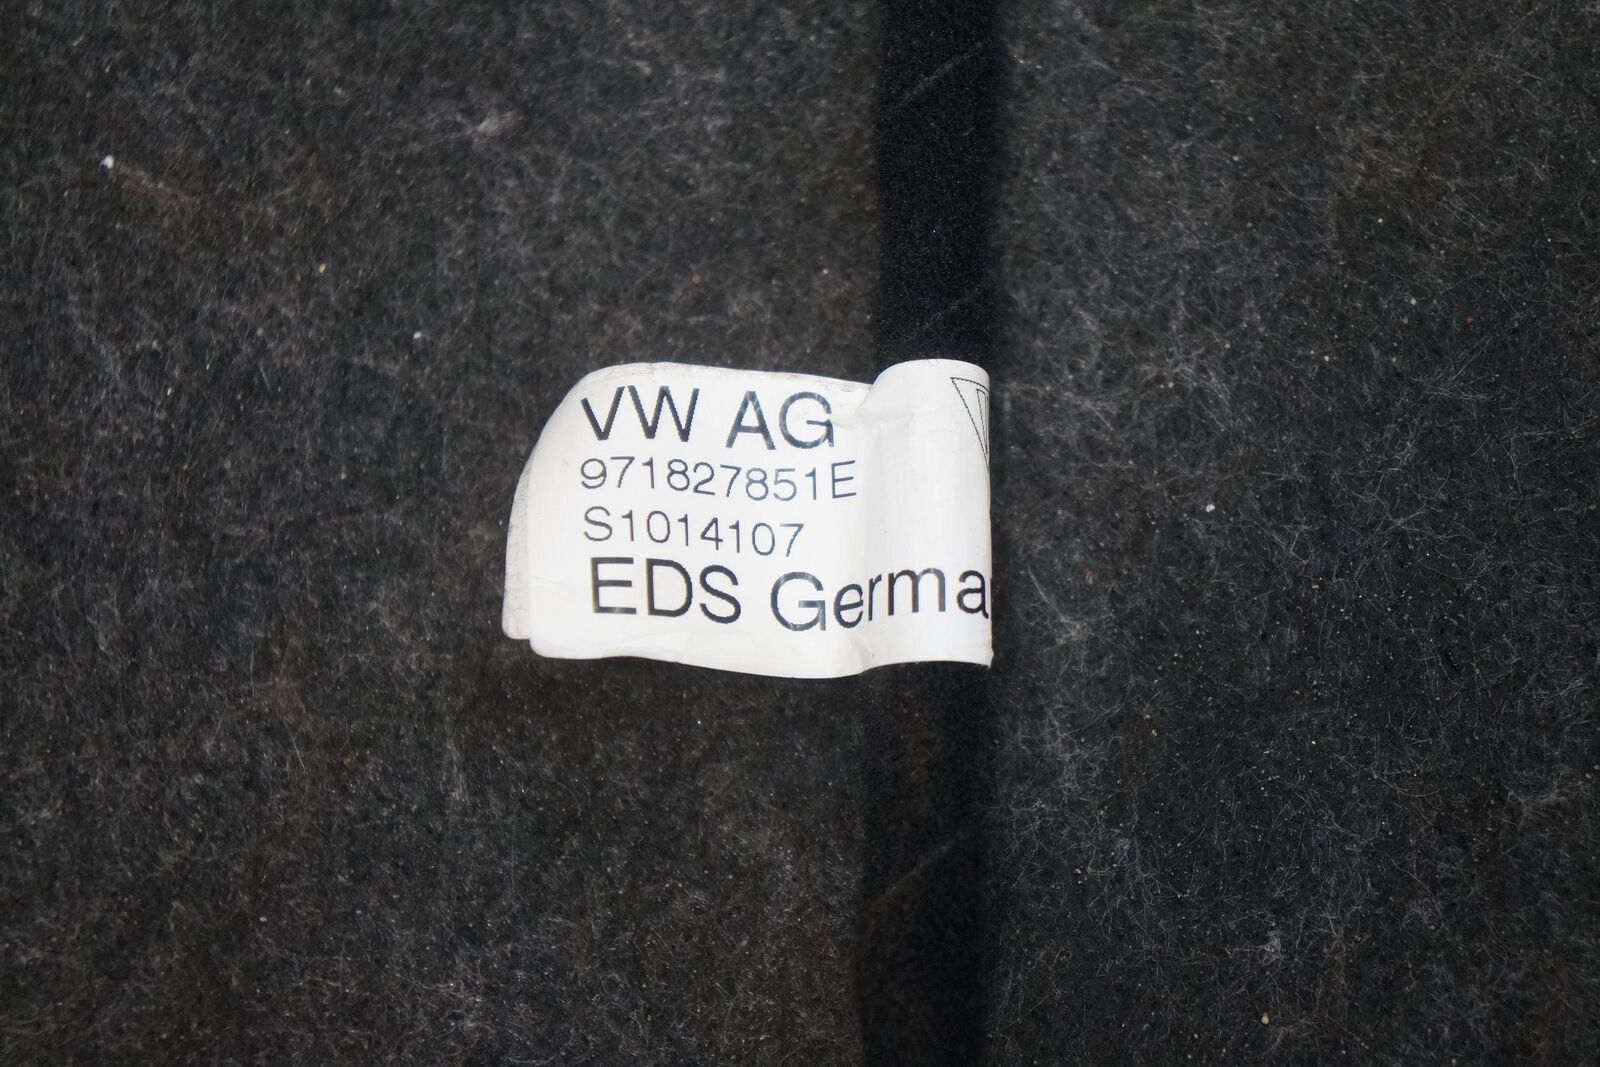 VW AG
971827851E
S1014107
EDS Germa